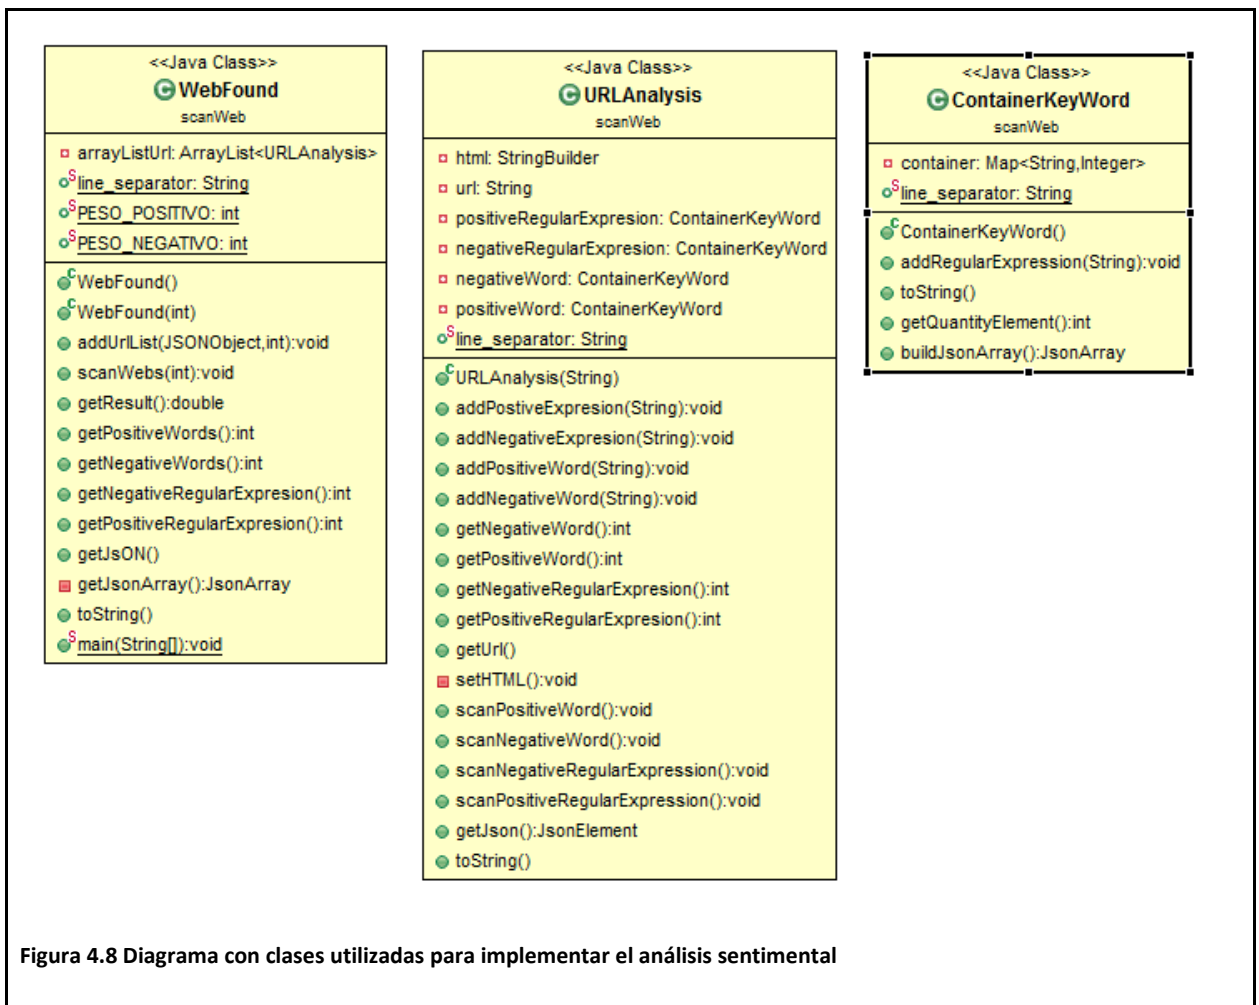 <<Java Class>>
WebFound
scanWeb
arrayListUrl: ArrayList<URLAnalysis>
line_separator: String
PESO_POSITIVO: int
PESO_NEGATIVO: int
WebFound()
WebFound(int)
addUrlList(JSONObject,int):void
scanWebs(int):void
getResult():double
getPositiveWords():int
getNegativeWords():int
getNegativeRegularExpresion():int
getPositiveRegularExpresion():int
getJsON()
getJsonArray():JsonArray
toString()
main(String[]):void
<<Java Class>>
URLAnalysis
scanWeb
html: StringBuilder
url: String
positiveRegularExpresion: ContainerKeyWord
negativeRegularExpresion: ContainerKeyWord
negativeWord: ContainerKeyWord
positiveWord: ContainerKeyWord
line_separator: String
URLAnalysis(String)
addPostiveExpresion(String):void
addNegativeExpresion(String):void
addPositiveWord(String):void
addNegativeWord(String):void
getNegativeWord():int
getPositiveWord():int
getNegativeRegularExpresion():int
getPositiveRegularExpresion():int
getUrl()
setHTML():void
scanPositiveWord():void
scanNegativeWord():void
scanNegativeRegularExpression():void
scanPositiveRegularExpression():void
getJson():JsonElement
toString()
<<Java Class>>
ContainerKeyWord
scanWeb
container: Map<String,Integer>
line_separator: String
ContainerKeyWord()
addRegularExpression(String):void
toString()
getQuantityElement():int
buildJsonArray():JsonArray
Figura 4.8 Diagrama con clases utilizadas para implementar el análisis sentimental